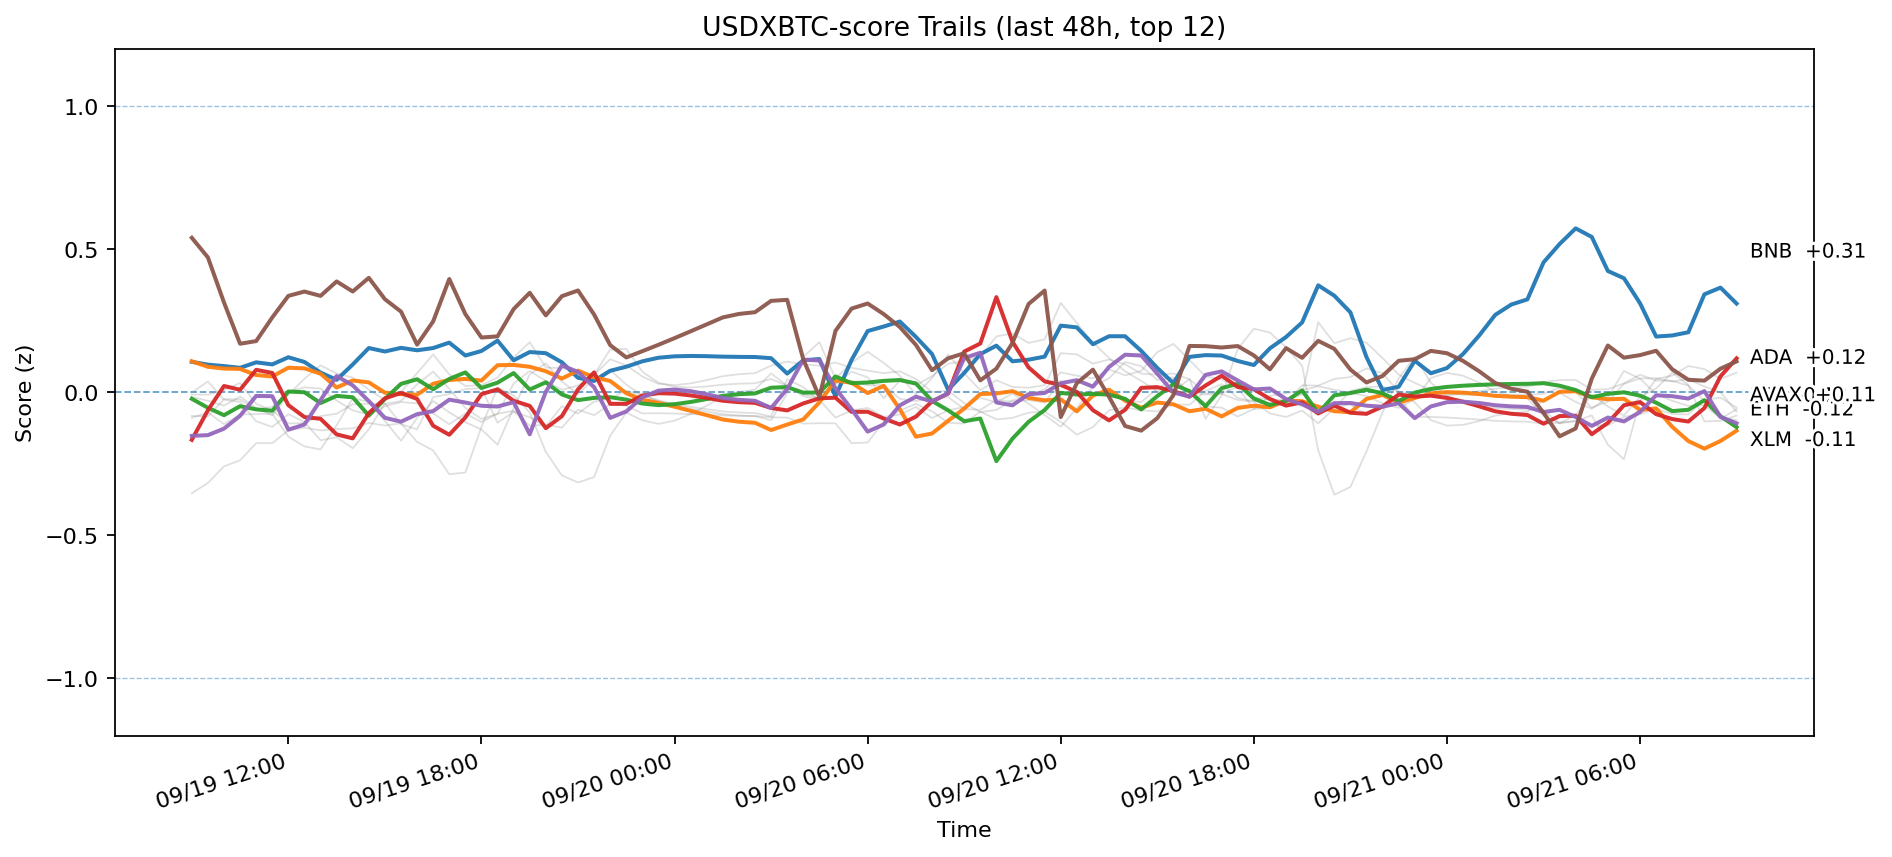 USDXBTC-score Trails (last 48h, top 12)
Score (z)
1.0
0.5
0.0
−0.5
−1.0
BNB +0.31
ADA +0.12
AVAX +0.11
ETH -0.12
XLM -0.11
09/19 12:00
09/19 18:00
09/20 00:00
09/20 06:00
09/20 12:00
09/20 18:00
09/21 00:00
09/21 06:00
Time